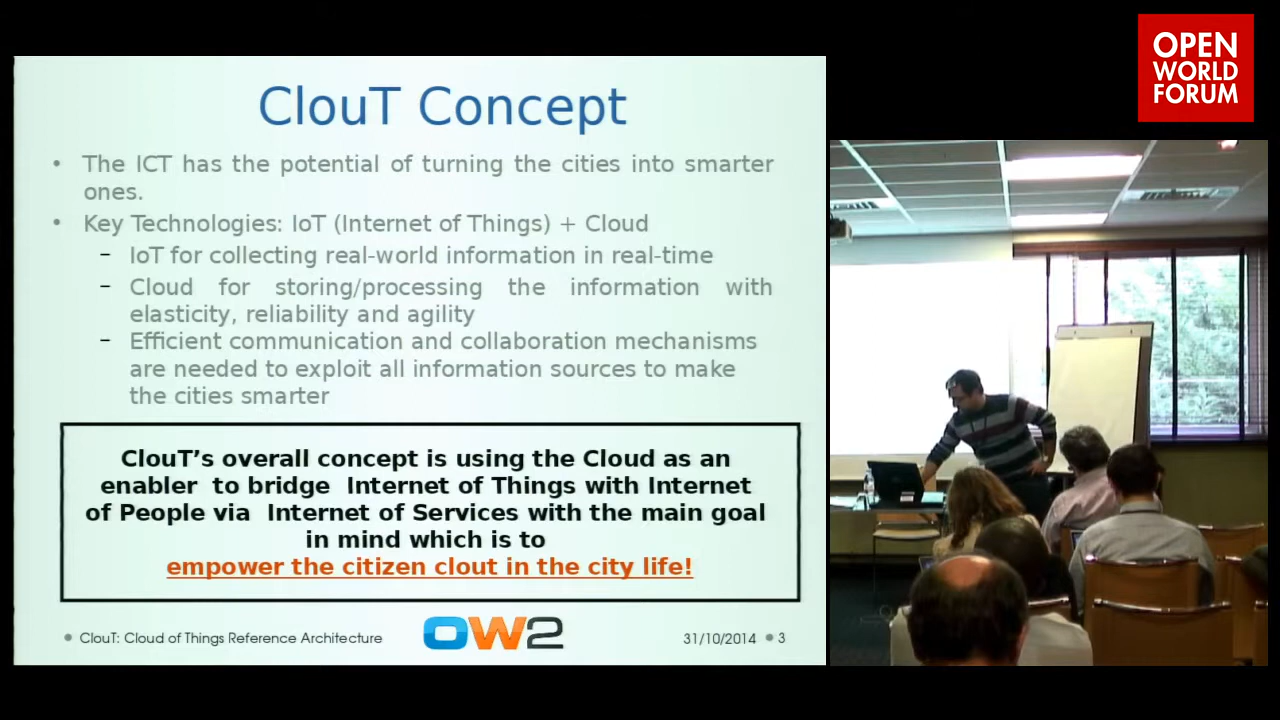 ClouT Concept
• The ICT has the potential of turning the cities into smarter
ones.
• Key Technologies: IoT (Internet of Things) + Cloud
– IoT for collecting real-world information in real-time
– Cloud for storing/processing the information with
elasticity, reliability and agility
– Efficient communication and collaboration mechanisms
are needed to exploit all information sources to make
the cities smarter
ClouT’s overall concept is using the Cloud as an
enabler to bridge Internet of Things with Internet
of People via Internet of Services with the main goal
in mind which is to
empower the citizen clout in the city life!
• ClouT: Cloud of Things Reference Architecture
OW2
31/10/2014 • 3
OPEN
WORLD
FORUM